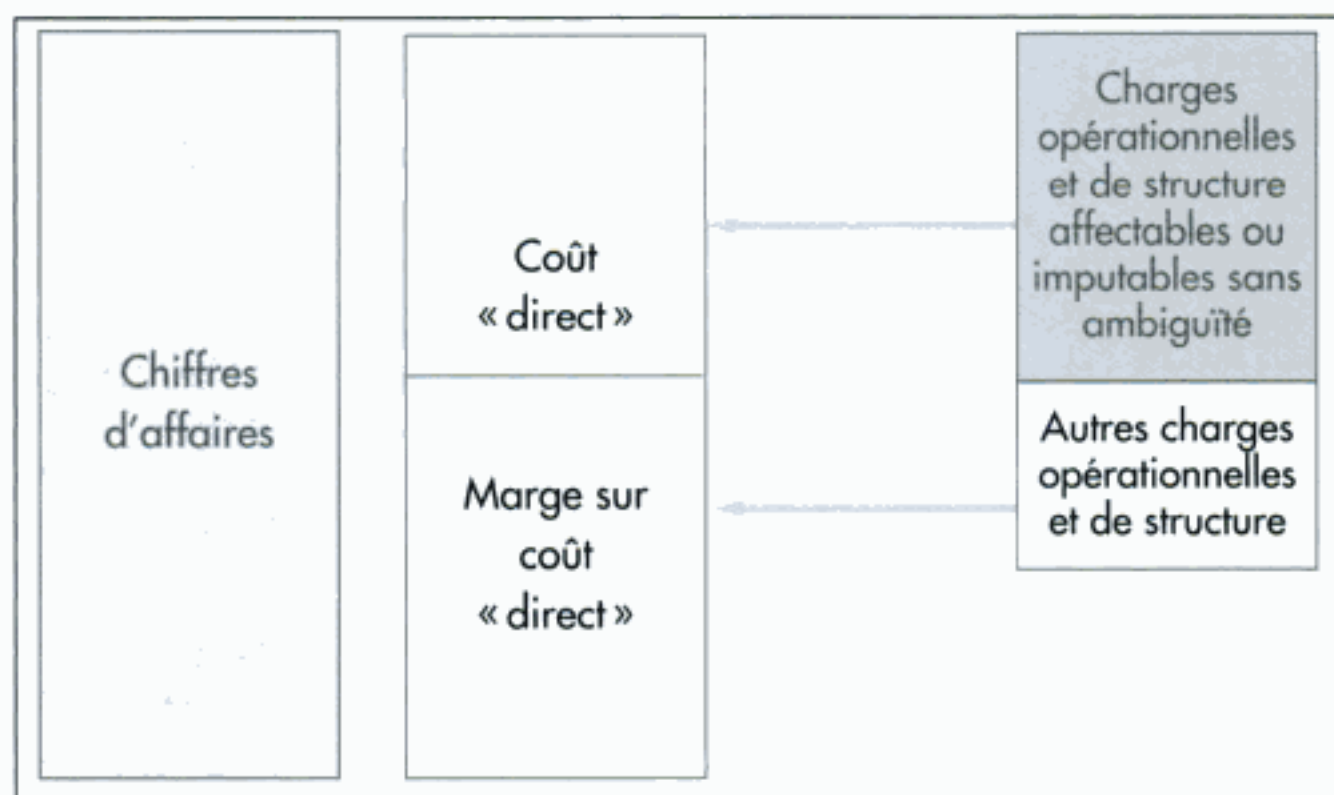 Chiffres
d'affaires
Coût
« direct »
Marge sur
coût
« direct »
Charges
opérationnelles
et de structure
affectables ou
imputables sans
ambiguïté
Autres charges
opérationnelles
et de structure